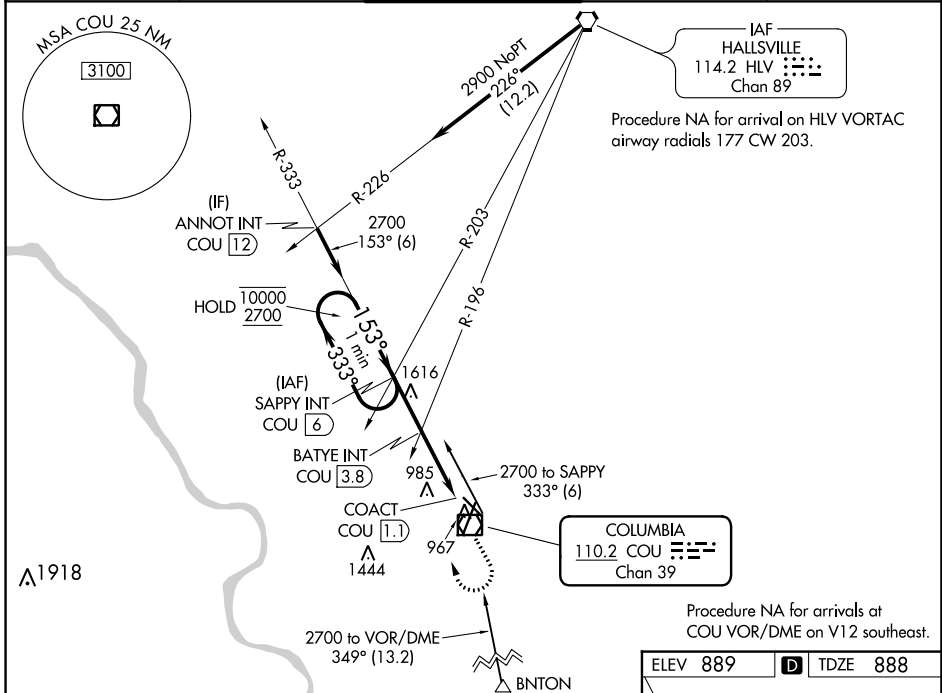 MSA COU 25 NM
3100
IAF
HALLSVILLE
114.2 HLV
Chan 89
Procedure NA for arrival on HLV VORTAC
airway radials 177 CW 203.
2900 NoPT
226°
(12.2)
R-333
R-226
R-203
R-196
(IF)
ANNOT INT
COU 12
2700
153° (6)
HOLD 10000
2700
153°
1 min
333°
(IAF)
SAPPY INT
COU 6
1616
BATYE INT
COU 3.8
985
2700 to SAPPY
333° (6)
COACT
COU 1.1
967
1444
COLUMBIA
110.2 COU
Chan 39
1918
Procedure NA for arrivals at
COU VOR/DME on V12 southeast.
2700 to VOR/DME
349° (13.2)
BNTON
ELEV 889 D TDZE 888